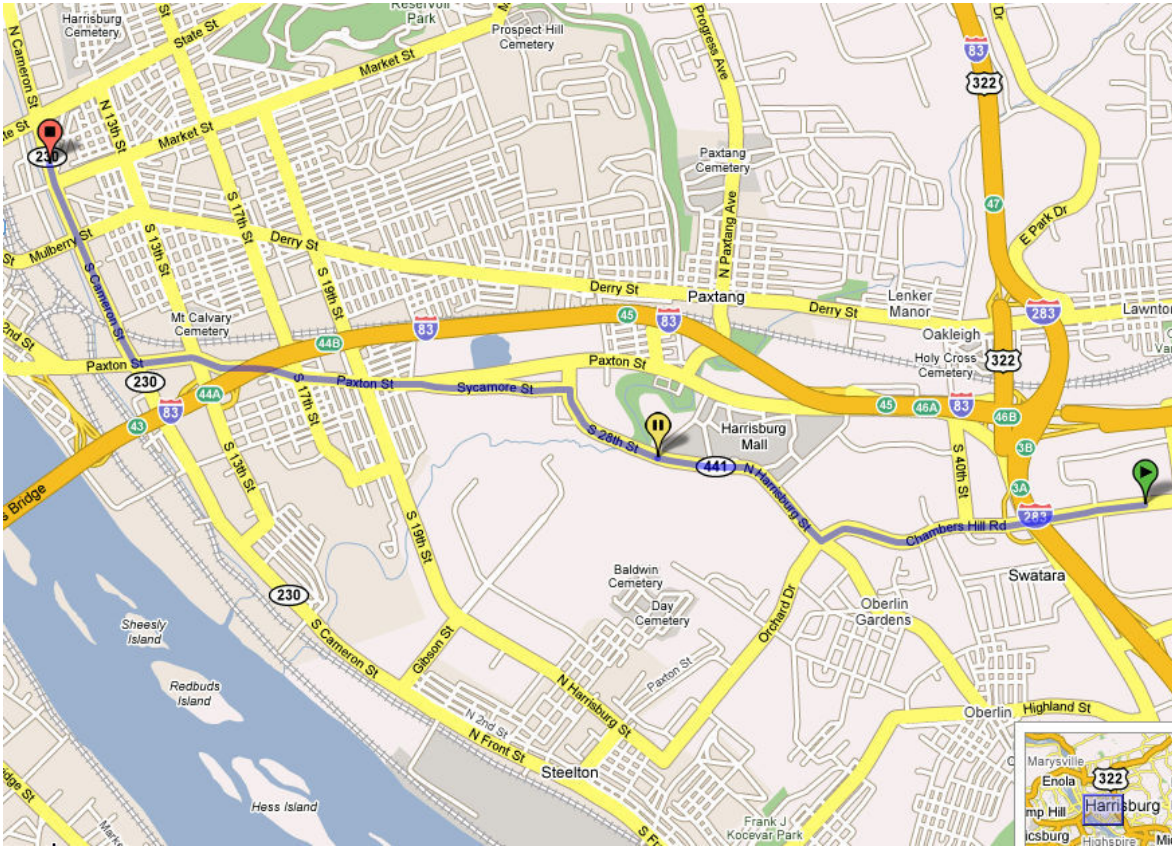 Reservoir
Park
Harrisburg
Cemetery
State St
N Cameron St
Prospect Hill
Cemetery
Progress Ave
Dr
83
322
Market St
N 13th St
Market St
230
Paxtang
Cemetery
47
E Park Dr
N Paxtang Ave
S 17th St
Mulberry St
St
S 13th St
Derry St
S 19th St
Derry St
Paxtang
Derry St
Lenker
Manor
283
S Cameron St
Mt Calvary
Cemetery
2nd St
44B
83
45
83
Oakleigh
322
Holy Cross
Cemetery
Paxton St
230
44A
83
43
S 17th St
Paxton St
Sycamore St
Paxton St
45
46A
83
46B
S 28th St
Harrisburg
Mall
441
N Harrisburg St
S 40th St
3B
3A
283
S 13th St
s Bridge
S 19th St
Chambers Hill Rd
Swatara
230
Baldwin
Cemetery
Day
Cemetery
Orchard Dr
Oberlin
Gardens
Sheesly
Island
S Cameron St
Gibson St
Paxton St
Redbuds
Island
N Harrisburg St
N 2nd St
N Front St
Oberlin
Highland St
Steelton
Hess Island
Frank J
Kocevar Park
Marysville
Enola
322
mp Hill
Harrisburg
icsburg
Highspire